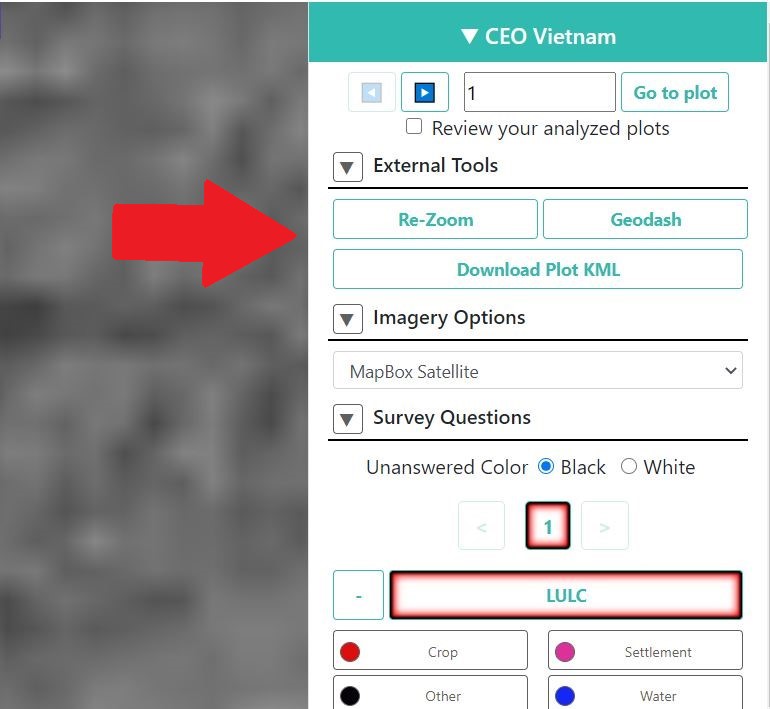 ▼ CEO Vietnam
1 Go to plot
Review your analyzed plots
External Tools
Re-Zoom Geodash
Download Plot KML
Imagery Options
MapBox Satellite
Survey Questions
Unanswered Color Black White
< 1 >
- LULC
Crop Settlement
Other Water